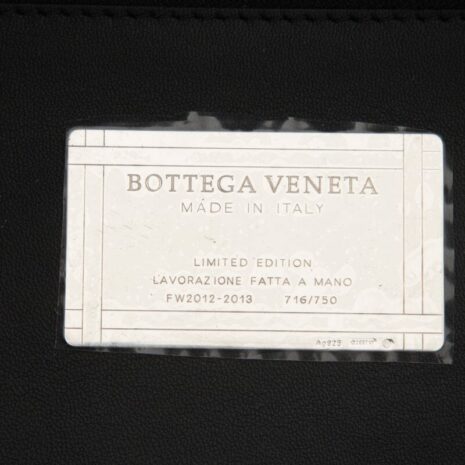 BOTTEGA VENETA
MADE IN ITALY
LIMITED EDITION
LAVORAZIONE FATTA A MANO
FW2012-2013 716/750
Ag925